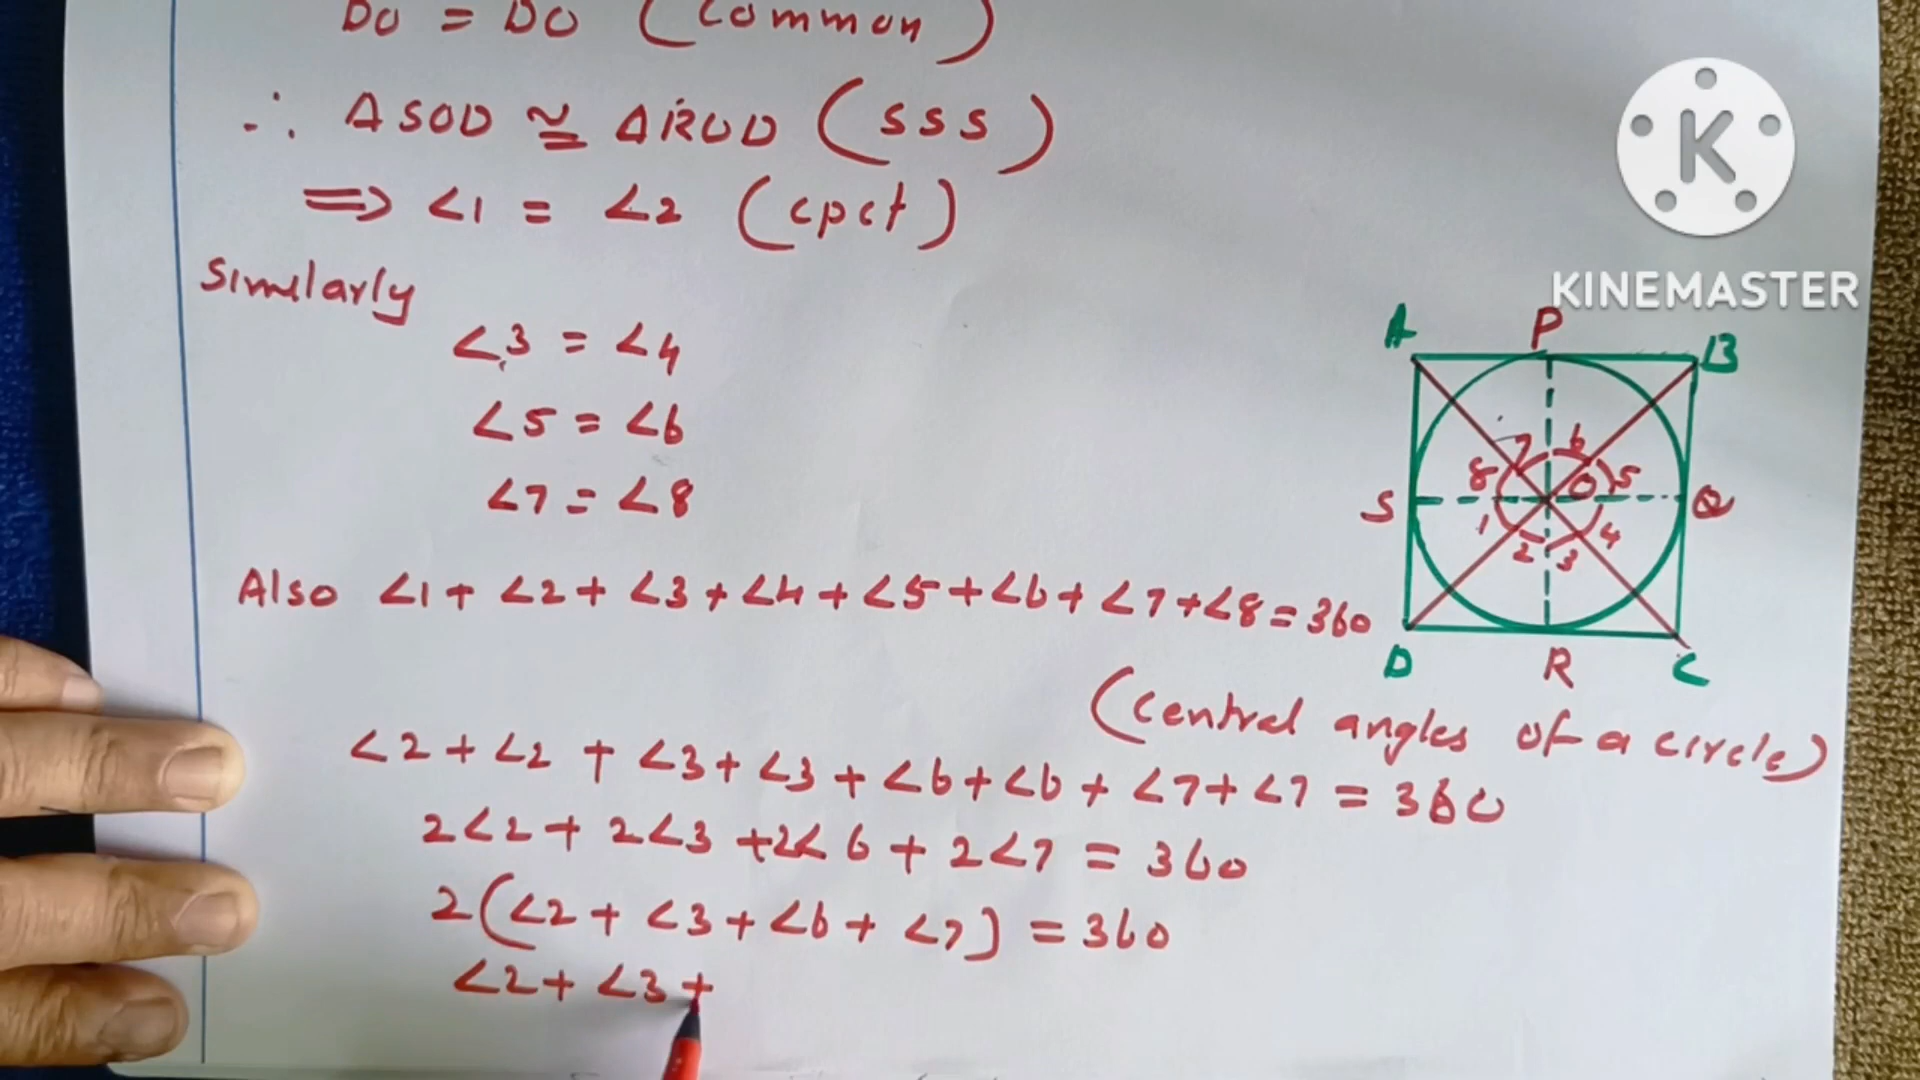 DO = DO (Common)
∴ ΔSOD ≅ ΔROD (SSS)
⇒ ∠1 = ∠2 (cpct)
Similarly
∠3 = ∠4
∠5 = ∠6
∠7 = ∠8
Also ∠1 + ∠2 + ∠3 + ∠4 + ∠5 + ∠6 + ∠7 + ∠8 = 360
(Central angles of a circle)
∠2 + ∠2 + ∠3 + ∠3 + ∠6 + ∠6 + ∠7 + ∠7 = 360
2∠2 + 2∠3 + 2∠6 + 2∠7 = 360
2(∠2 + ∠3 + ∠6 + ∠7) = 360
∠2 + ∠3 +
K
KINEMASTER
A P B
7 6
8 5
S O Q
1 4
2 3
D R C